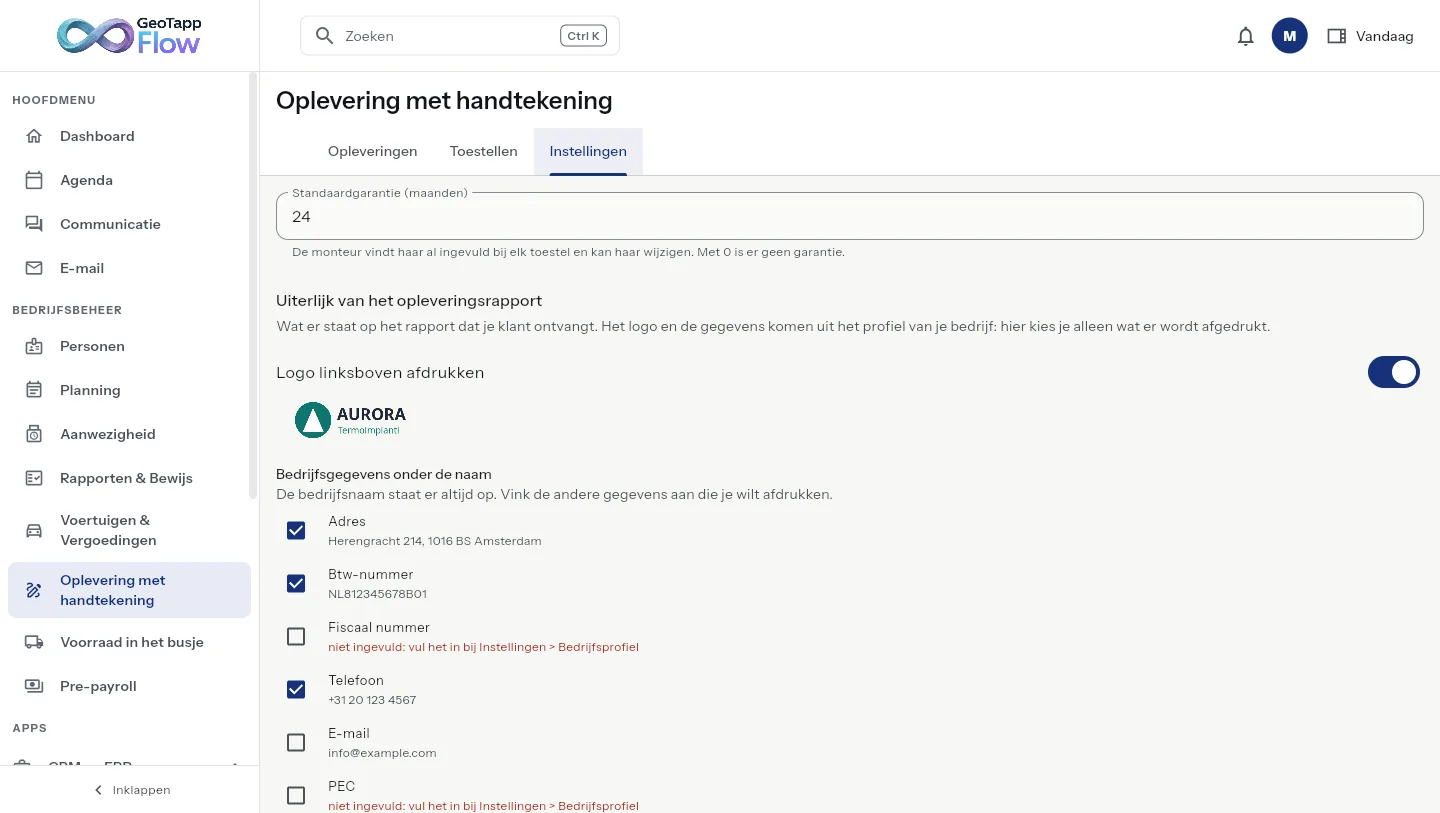 GeoTapp
Flow
Zoeken
Ctrl K
M
Vandaag
HOOFDMENU
Dashboard
Agenda
Communicatie
E-mail
BEDRIJFSBEHEER
Personen
Planning
Aanwezigheid
Rapporten & Bewijs
Voertuigen &
Vergoedingen
Oplevering met
handtekening
Voorraad in het busje
Pre-payroll
APPS
Inklappen
Oplevering met handtekening
Opleveringen
Toestellen
Instellingen
Standaardgarantie (maanden)
24
De monteur vindt haar al ingevuld bij elk toestel en kan haar wijzigen. Met 0 is er geen garantie.
Uiterlijk van het opleveringsrapport
Wat er staat op het rapport dat je klant ontvangt. Het logo en de gegevens komen uit het profiel van je bedrijf: hier kies je alleen wat er wordt afgedrukt.
Logo linksboven afdrukken
AURORA
Termoimpianti
Bedrijfsgegevens onder de naam
De bedrijfsnaam staat er altijd op. Vink de andere gegevens aan die je wilt afdrukken.
Adres
Herengracht 214, 1016 BS Amsterdam
Btw-nummer
NL812345678B01
Fiscaal nummer
niet ingevuld: vul het in bij Instellingen > Bedrijfsprofiel
Telefoon
+31 20 123 4567
E-mail
info@example.com
PEC
niet ingevuld: vul het in bij Instellingen > Bedrijfsprofiel